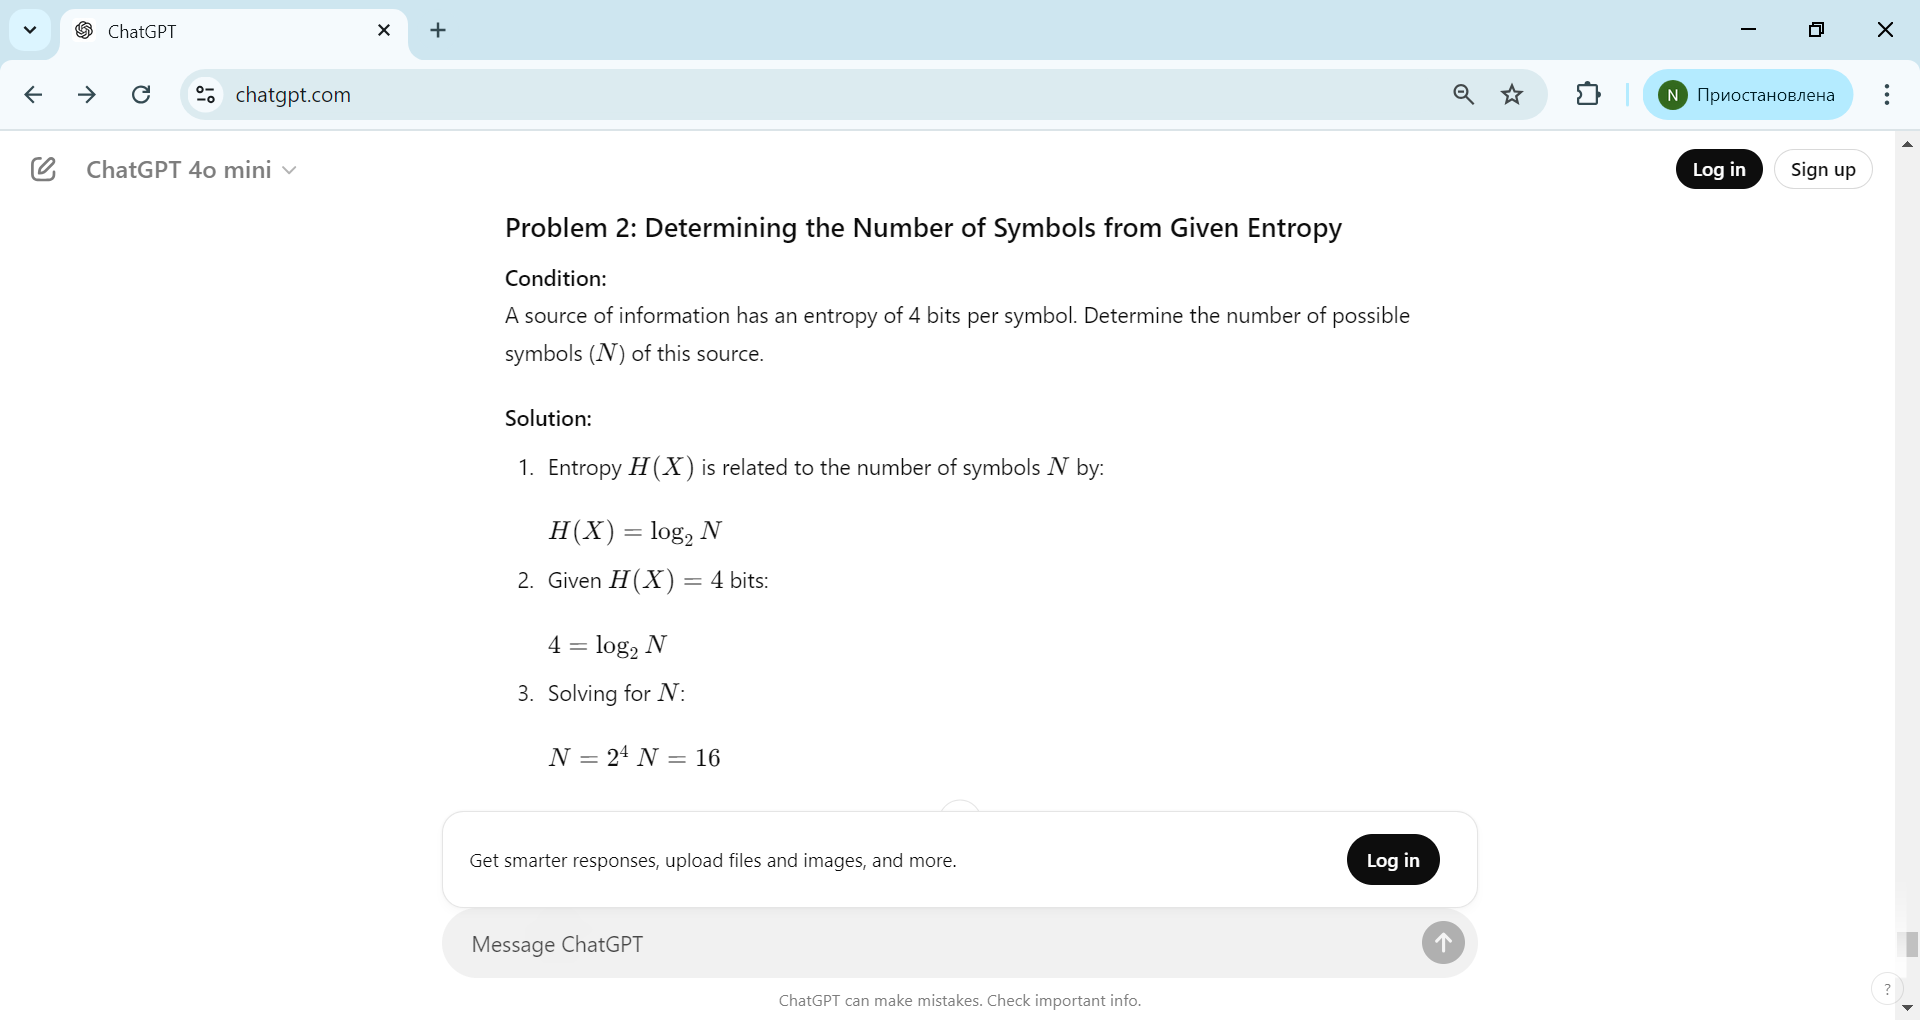 ChatGPT
chatgpt.com
N Приостановлена
ChatGPT 4o mini
Log in
Sign up
Problem 2: Determining the Number of Symbols from Given Entropy
Condition:
A source of information has an entropy of 4 bits per symbol. Determine the number of possible
symbols (N) of this source.
Solution:
1. Entropy H(X) is related to the number of symbols N by:
H(X) = log₂ N
2. Given H(X) = 4 bits:
4 = log₂ N
3. Solving for N:
N = 2⁴ N = 16
Get smarter responses, upload files and images, and more.
Log in
Message ChatGPT
ChatGPT can make mistakes. Check important info.
?